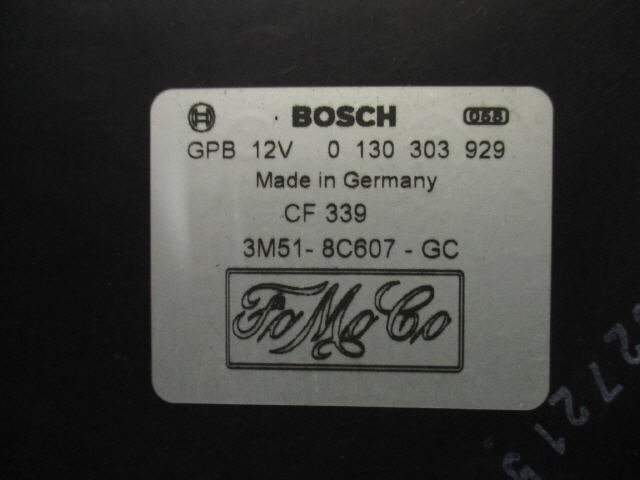 BOSCH 058
GPB 12V 0 130 303 929
Made in Germany
CF 339
3M51- 8C607 - GC
FoMoCo